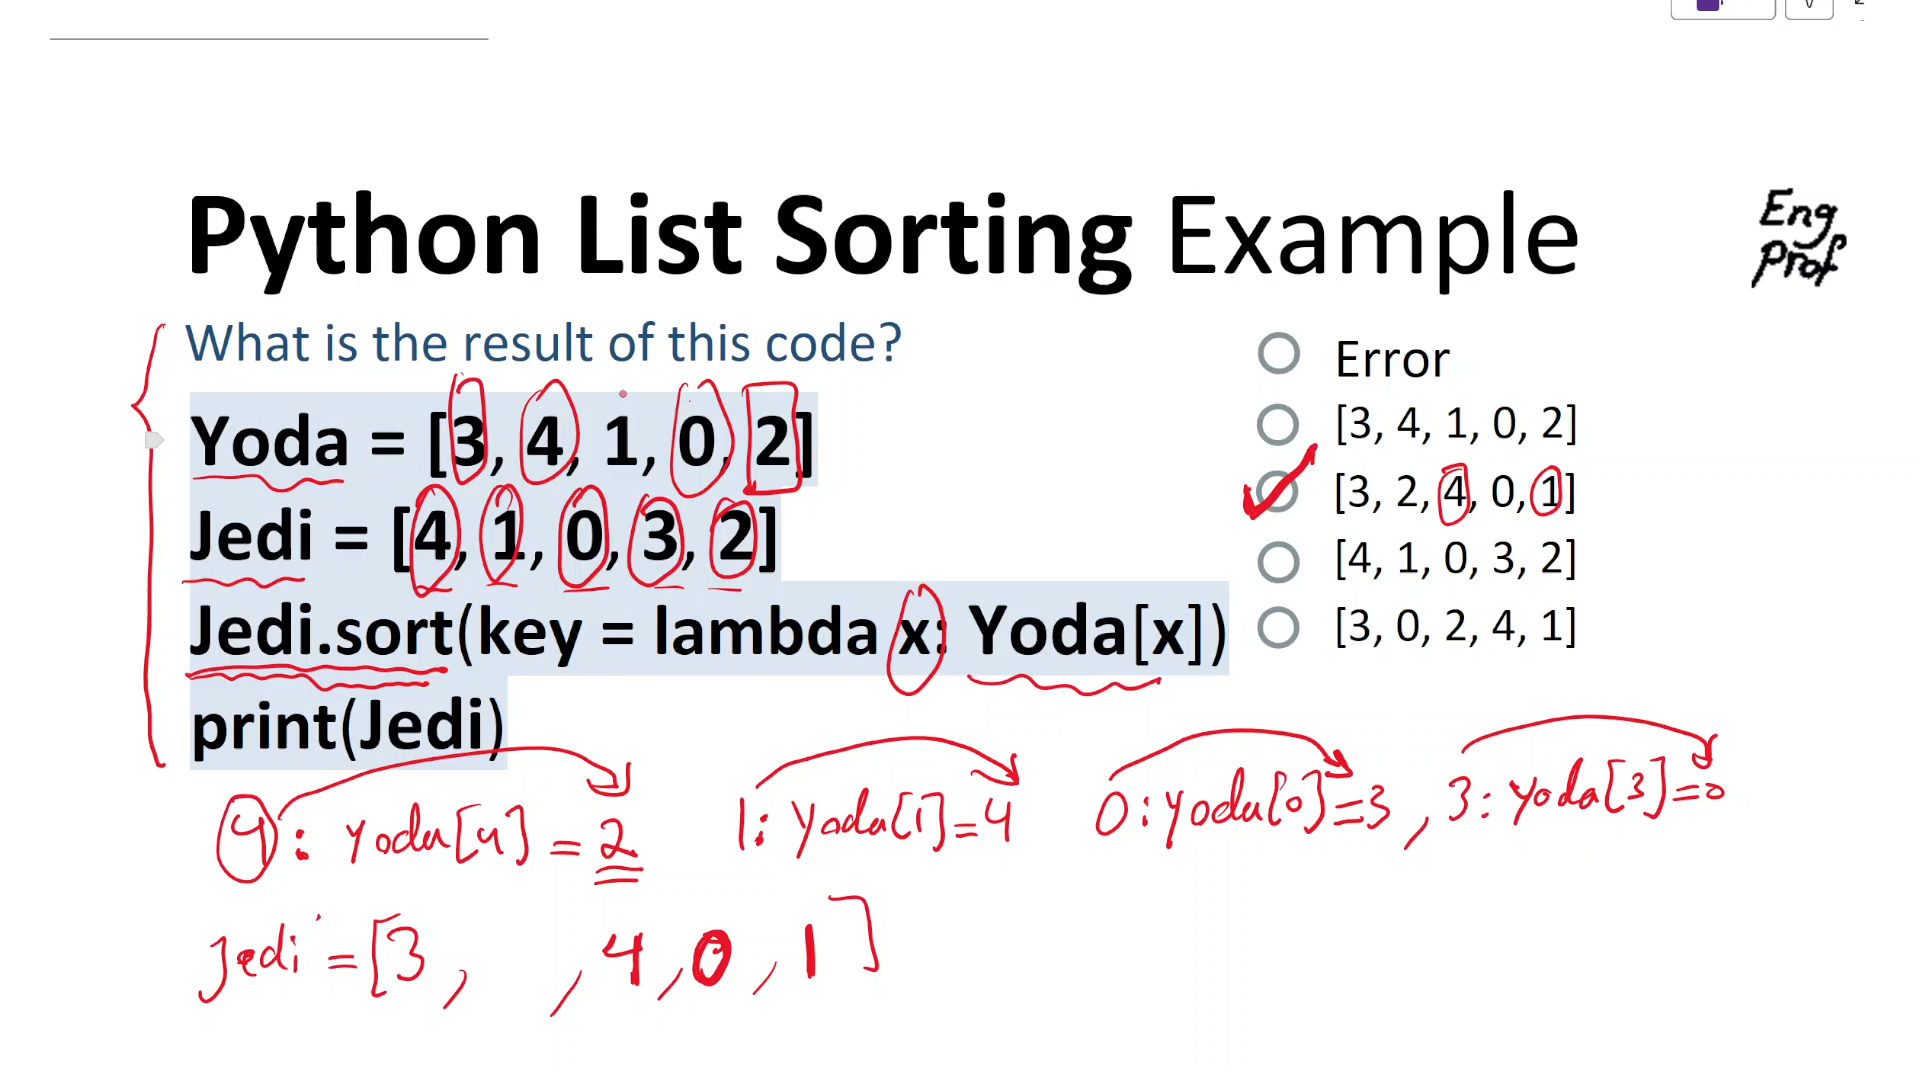 Python List Sorting Example
Eng
Prof
What is the result of this code?
Yoda = [3, 4, 1, 0, 2]
Jedi = [4, 1, 0, 3, 2]
Jedi.sort(key = lambda x: Yoda[x])
print(Jedi)
Error
[3, 4, 1, 0, 2]
[3, 2, 4, 0, 1]
[4, 1, 0, 3, 2]
[3, 0, 2, 4, 1]
4: Yoda[4] = 2 1: Yoda[1]=4 0: Yoda[0]=3, 3: Yoda[3]=0
Jedi = [3, , 4, 0, 1]